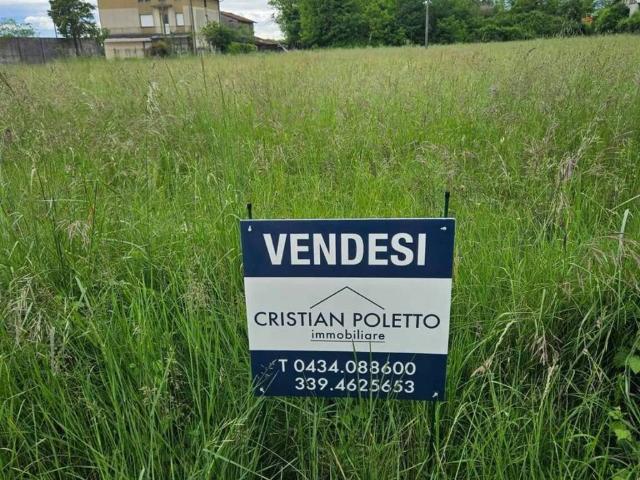 VENDESI
CRISTIAN POLETTO
immobiliare
T 0434.088600
339.4625653